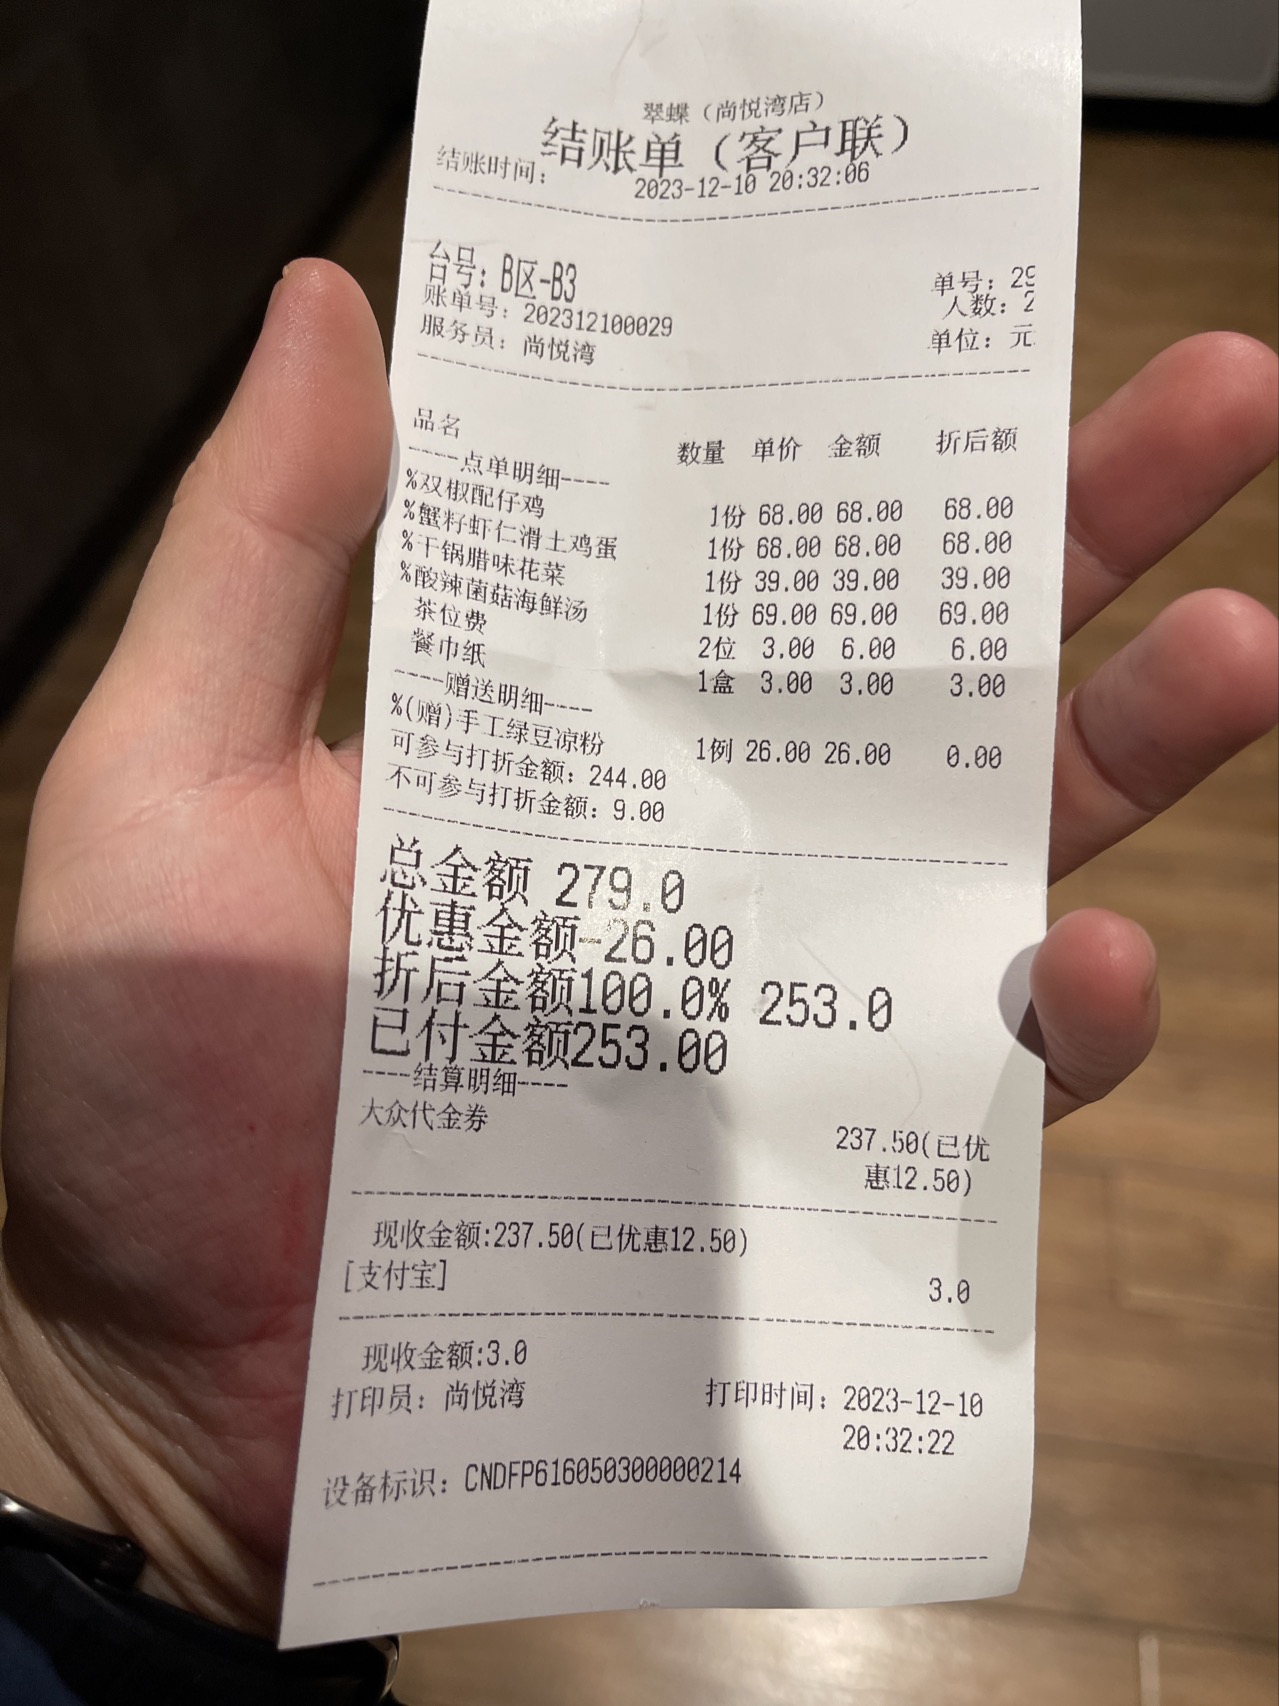 翠蝶（尚悦湾店）
结账单（客户联）
结账时间： 2023-12-10 20:32:06
台号：B区-B3 单号：29
账单号：202312100029 人数：2
服务员：尚悦湾 单位：元
品名 数量 单价 金额 折后额
----点单明细----
%双椒配仔鸡 1份 68.00 68.00 68.00
%蟹籽虾仁滑土鸡蛋 1份 68.00 68.00 68.00
%干锅腊味花菜 1份 39.00 39.00 39.00
%酸辣菌菇海鲜汤 1份 69.00 69.00 69.00
茶位费 2位 3.00 6.00 6.00
餐巾纸 1盒 3.00 3.00 3.00
----赠送明细----
%(赠)手工绿豆凉粉 1例 26.00 26.00 0.00
可参与打折金额：244.00
不可参与打折金额：9.00
总金额 279.0
优惠金额-26.00
折后金额100.0% 253.0
已付金额253.00
----结算明细----
大众代金券 237.50(已优
惠12.50)
现收金额:237.50(已优惠12.50)
[支付宝] 3.0
现收金额:3.0
打印员：尚悦湾 打印时间：2023-12-10
20:32:22
设备标识：CNDFP616050300000214